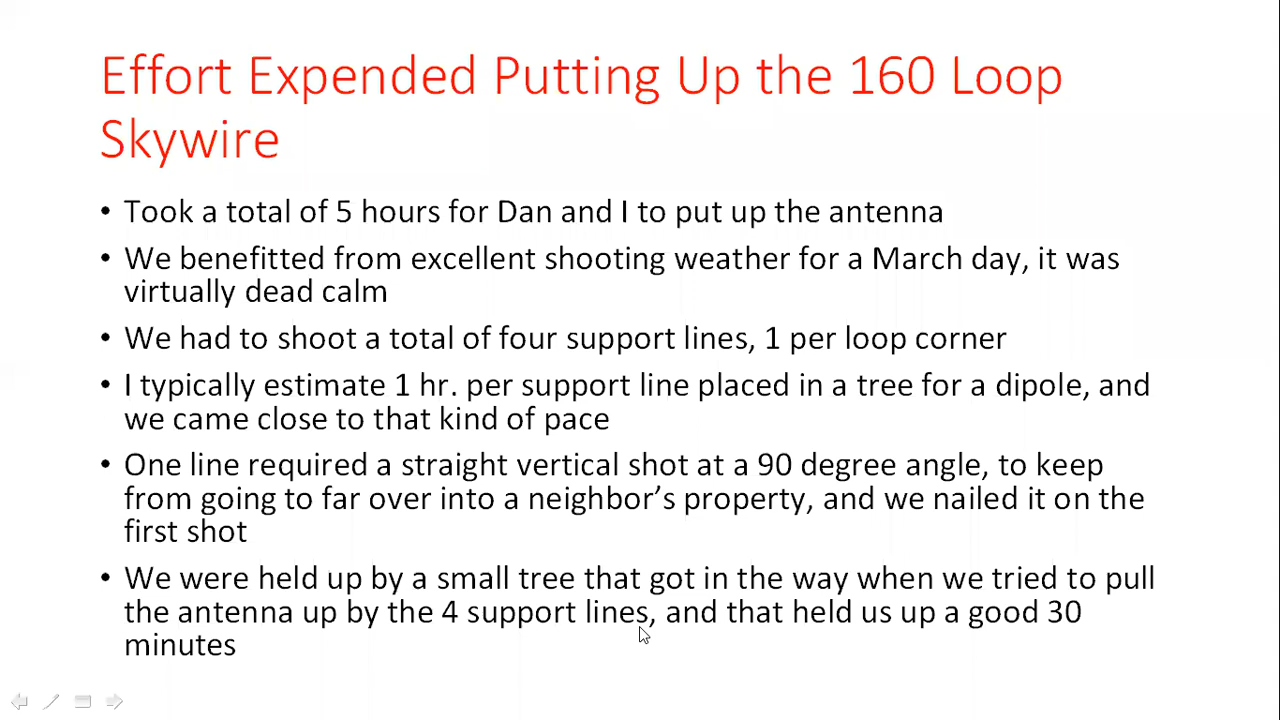 Effort Expended Putting Up the 160 Loop
Skywire
• Took a total of 5 hours for Dan and I to put up the antenna
• We benefitted from excellent shooting weather for a March day, it was
virtually dead calm
• We had to shoot a total of four support lines, 1 per loop corner
• I typically estimate 1 hr. per support line placed in a tree for a dipole, and
we came close to that kind of pace
• One line required a straight vertical shot at a 90 degree angle, to keep
from going to far over into a neighbor's property, and we nailed it on the
first shot
• We were held up by a small tree that got in the way when we tried to pull
the antenna up by the 4 support lines, and that held us up a good 30
minutes